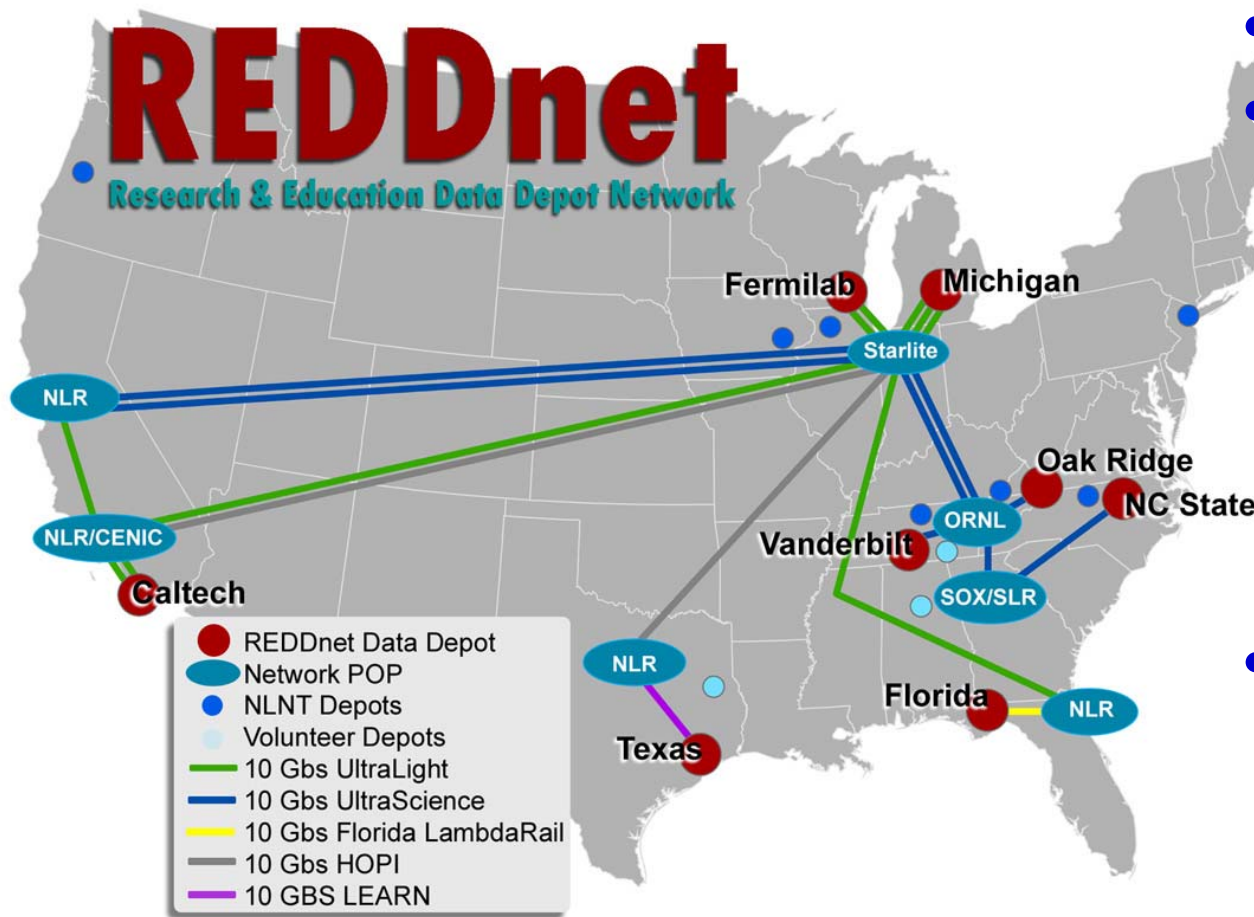 REDDnet
Research & Education Data Depot Network
Fermilab
Michigan
Starlite
NLR
Oak Ridge
NC State
ORNL
Vanderbilt
NLR/CENIC
Caltech
SOX/SLR
NLR
Florida
NLR
Texas
REDDnet Data Depot
Network POP
NLNT Depots
Volunteer Depots
10 Gbs UltraLight
10 Gbs UltraScience
10 Gbs Florida LambdaRail
10 Gbs HOPI
10 GBS LEARN